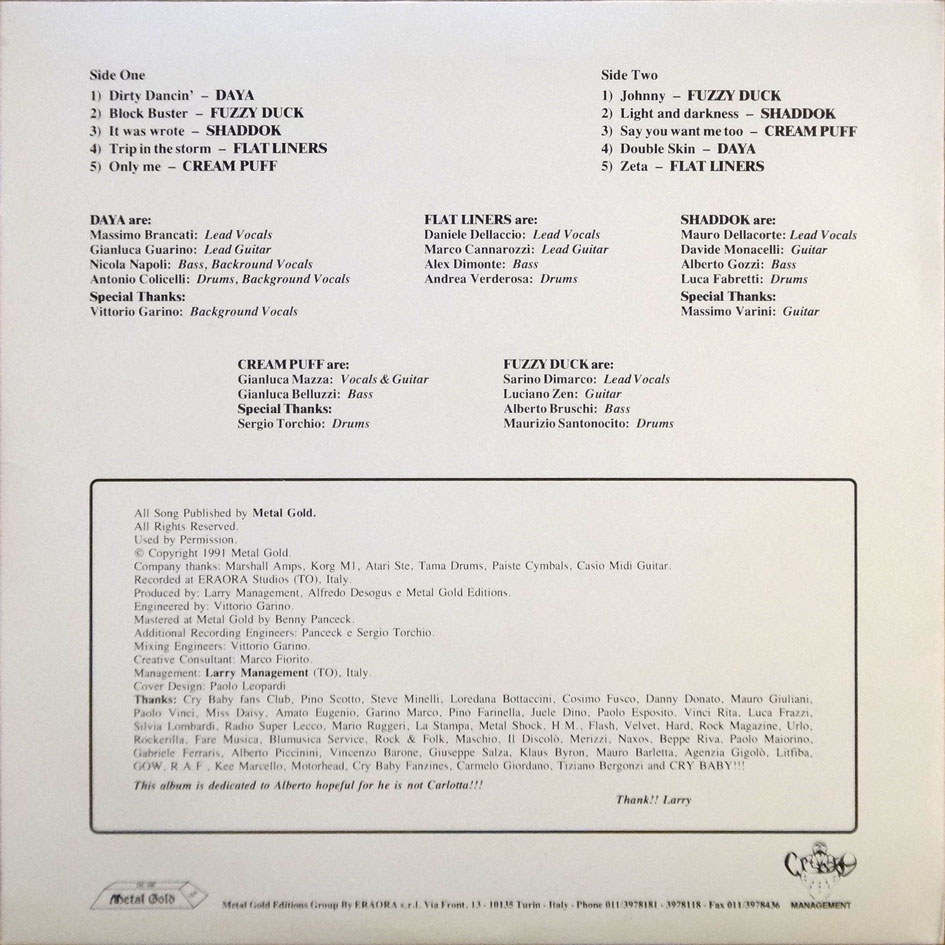 Side One
1) Dirty Dancin' – DAYA
2) Block Buster – FUZZY DUCK
3) It was wrote – SHADDOK
4) Trip in the storm – FLAT LINERS
5) Only me – CREAM PUFF
Side Two
1) Johnny – FUZZY DUCK
2) Light and darkness – SHADDOK
3) Say you want me too – CREAM PUFF
4) Double Skin – DAYA
5) Zeta – FLAT LINERS
DAYA are:
Massimo Brancati: Lead Vocals
Gianluca Guarino: Lead Guitar
Nicola Napoli: Bass, Backround Vocals
Antonio Colicelli: Drums, Background Vocals
Special Thanks:
Vittorio Garino: Background Vocals
FLAT LINERS are:
Daniele Dellaccio: Lead Vocals
Marco Cannarozzi: Lead Guitar
Alex Dimonte: Bass
Andrea Verderosa: Drums
SHADDOK are:
Mauro Dellacorte: Lead Vocals
Davide Monacelli: Guitar
Alberto Gozzi: Bass
Luca Fabretti: Drums
Special Thanks:
Massimo Varini: Guitar
CREAM PUFF are:
Gianluca Mazza: Vocals & Guitar
Gianluca Belluzzi: Bass
Special Thanks:
Sergio Torchio: Drums
FUZZY DUCK are:
Sarino Dimarco: Lead Vocals
Luciano Zen: Guitar
Alberto Bruschi: Bass
Maurizio Santonocito: Drums
All Song Published by Metal Gold.
All Rights Reserved.
Used by Permission.
© Copyright 1991 Metal Gold.
Company thanks: Marshall Amps, Korg M1, Atari Ste, Tama Drums, Paiste Cymbals, Casio Midi Guitar.
Recorded at ERAORA Studios (TO), Italy.
Produced by: Larry Management, Alfredo Desogus e Metal Gold Editions.
Engineered by: Vittorio Garino.
Mastered at Metal Gold by Benny Panceck.
Additional Recording Engineers: Panceck e Sergio Torchio.
Mixing Engineers: Vittorio Garino.
Creative Consultant: Marco Fiorito.
Management: Larry Management (TO), Italy.
Cover Design: Paolo Leopardi
Thanks: Cry Baby fans Club, Pino Scotto, Steve Minelli, Loredana Bottaccini, Cosimo Fusco, Danny Donato, Mauro Giuliani,
Paolo Vinci, Miss Daisy, Amato Eugenio, Garino Marco, Pino Farinella, Juele Dino, Paolo Esposito, Vinci Rita, Luca Frazzi,
Silvia Lombardi, Radio Super Lecco, Mario Ruggeri, La Stampa, Metal Shock, H.M., Flash, Velvet, Hard, Rock Magazine, Urlo,
Rockerilla, Fare Musica, Blumusica Service, Rock & Folk, Maschio, Il Discolò, Merizzi, Naxos, Beppe Riva, Paolo Maiorino,
Gabriele Ferraris, Alberto Piccinini, Vincenzo Barone, Giuseppe Salza, Klaus Byron, Mauro Barletta, Agenzia Gigolò, Litfiba,
GOW, R.A.F., Kee Marcello, Motorhead, Cry Baby Fanzines, Carmelo Giordano, Tiziano Bergonzi and CRY BABY!!!
This album is dedicated to Alberto hopeful for he is not Carlotta!!!
Thank!! Larry
Metal Gold
Metal Gold Editions Group By ERAORA s.r.l. Via Front, 13 - 10135 Turin - Italy - Phone 011/3978181 - 3978118 - Fax 011/3978436
MANAGEMENT